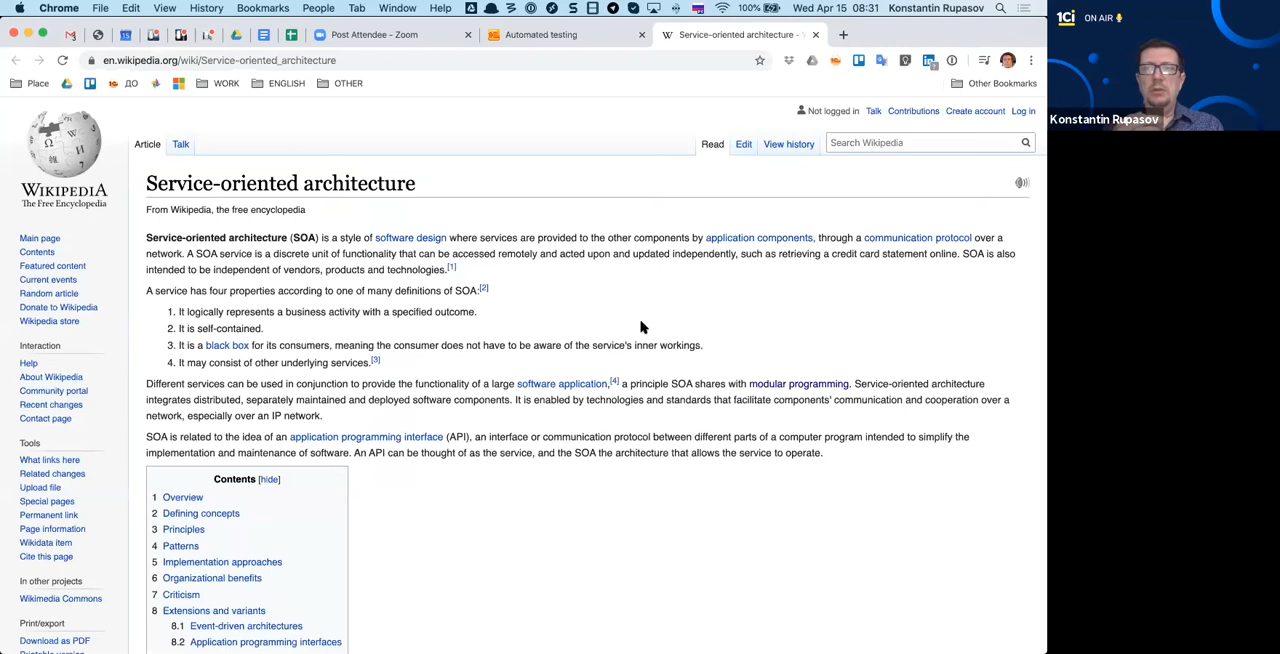 Chrome File Edit View History Bookmarks People Tab Window Help 100% Wed Apr 15 08:31 Konstantin Rupasov
Post Attendee - Zoom Automated testing Service-oriented architecture -
en.wikipedia.org/wiki/Service-oriented_architecture
Place ДО WORK ENGLISH OTHER Other Bookmarks
1Ci ON AIR
Konstantin Rupasov
Not logged in Talk Contributions Create account Log in
Article Talk Read Edit View history Search Wikipedia
WIKIPEDIA
The Free Encyclopedia
Main page
Contents
Featured content
Current events
Random article
Donate to Wikipedia
Wikipedia store
Interaction
Help
About Wikipedia
Community portal
Recent changes
Contact page
Tools
What links here
Related changes
Upload file
Special pages
Permanent link
Page information
Wikidata item
Cite this page
In other projects
Wikimedia Commons
Print/export
Download as PDF
Printable version
Service-oriented architecture
From Wikipedia, the free encyclopedia
Service-oriented architecture (SOA) is a style of software design where services are provided to the other components by application components, through a communication protocol over a
network. A SOA service is a discrete unit of functionality that can be accessed remotely and acted upon and updated independently, such as retrieving a credit card statement online. SOA is also
intended to be independent of vendors, products and technologies.[1]
A service has four properties according to one of many definitions of SOA:[2]
1. It logically represents a business activity with a specified outcome.
2. It is self-contained.
3. It is a black box for its consumers, meaning the consumer does not have to be aware of the service's inner workings.
4. It may consist of other underlying services.[3]
Different services can be used in conjunction to provide the functionality of a large software application,[4] a principle SOA shares with modular programming. Service-oriented architecture
integrates distributed, separately maintained and deployed software components. It is enabled by technologies and standards that facilitate components' communication and cooperation over a
network, especially over an IP network.
SOA is related to the idea of an application programming interface (API), an interface or communication protocol between different parts of a computer program intended to simplify the
implementation and maintenance of software. An API can be thought of as the service, and the SOA the architecture that allows the service to operate.
Contents [hide]
1 Overview
2 Defining concepts
3 Principles
4 Patterns
5 Implementation approaches
6 Organizational benefits
7 Criticism
8 Extensions and variants
8.1 Event-driven architectures
8.2 Application programming interfaces